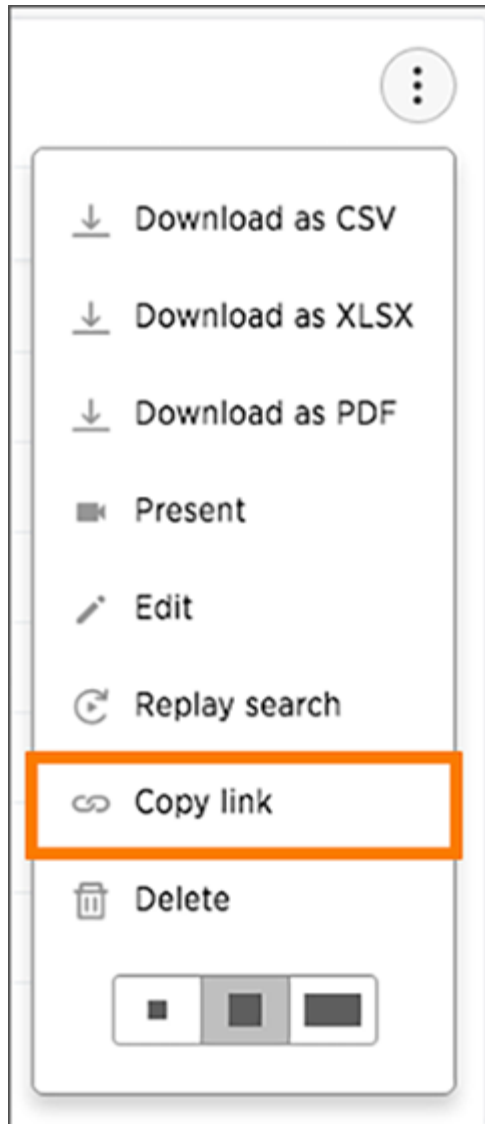 Download as CSV
Download as XLSX
Download as PDF
Present
Edit
Replay search
Copy link
Delete